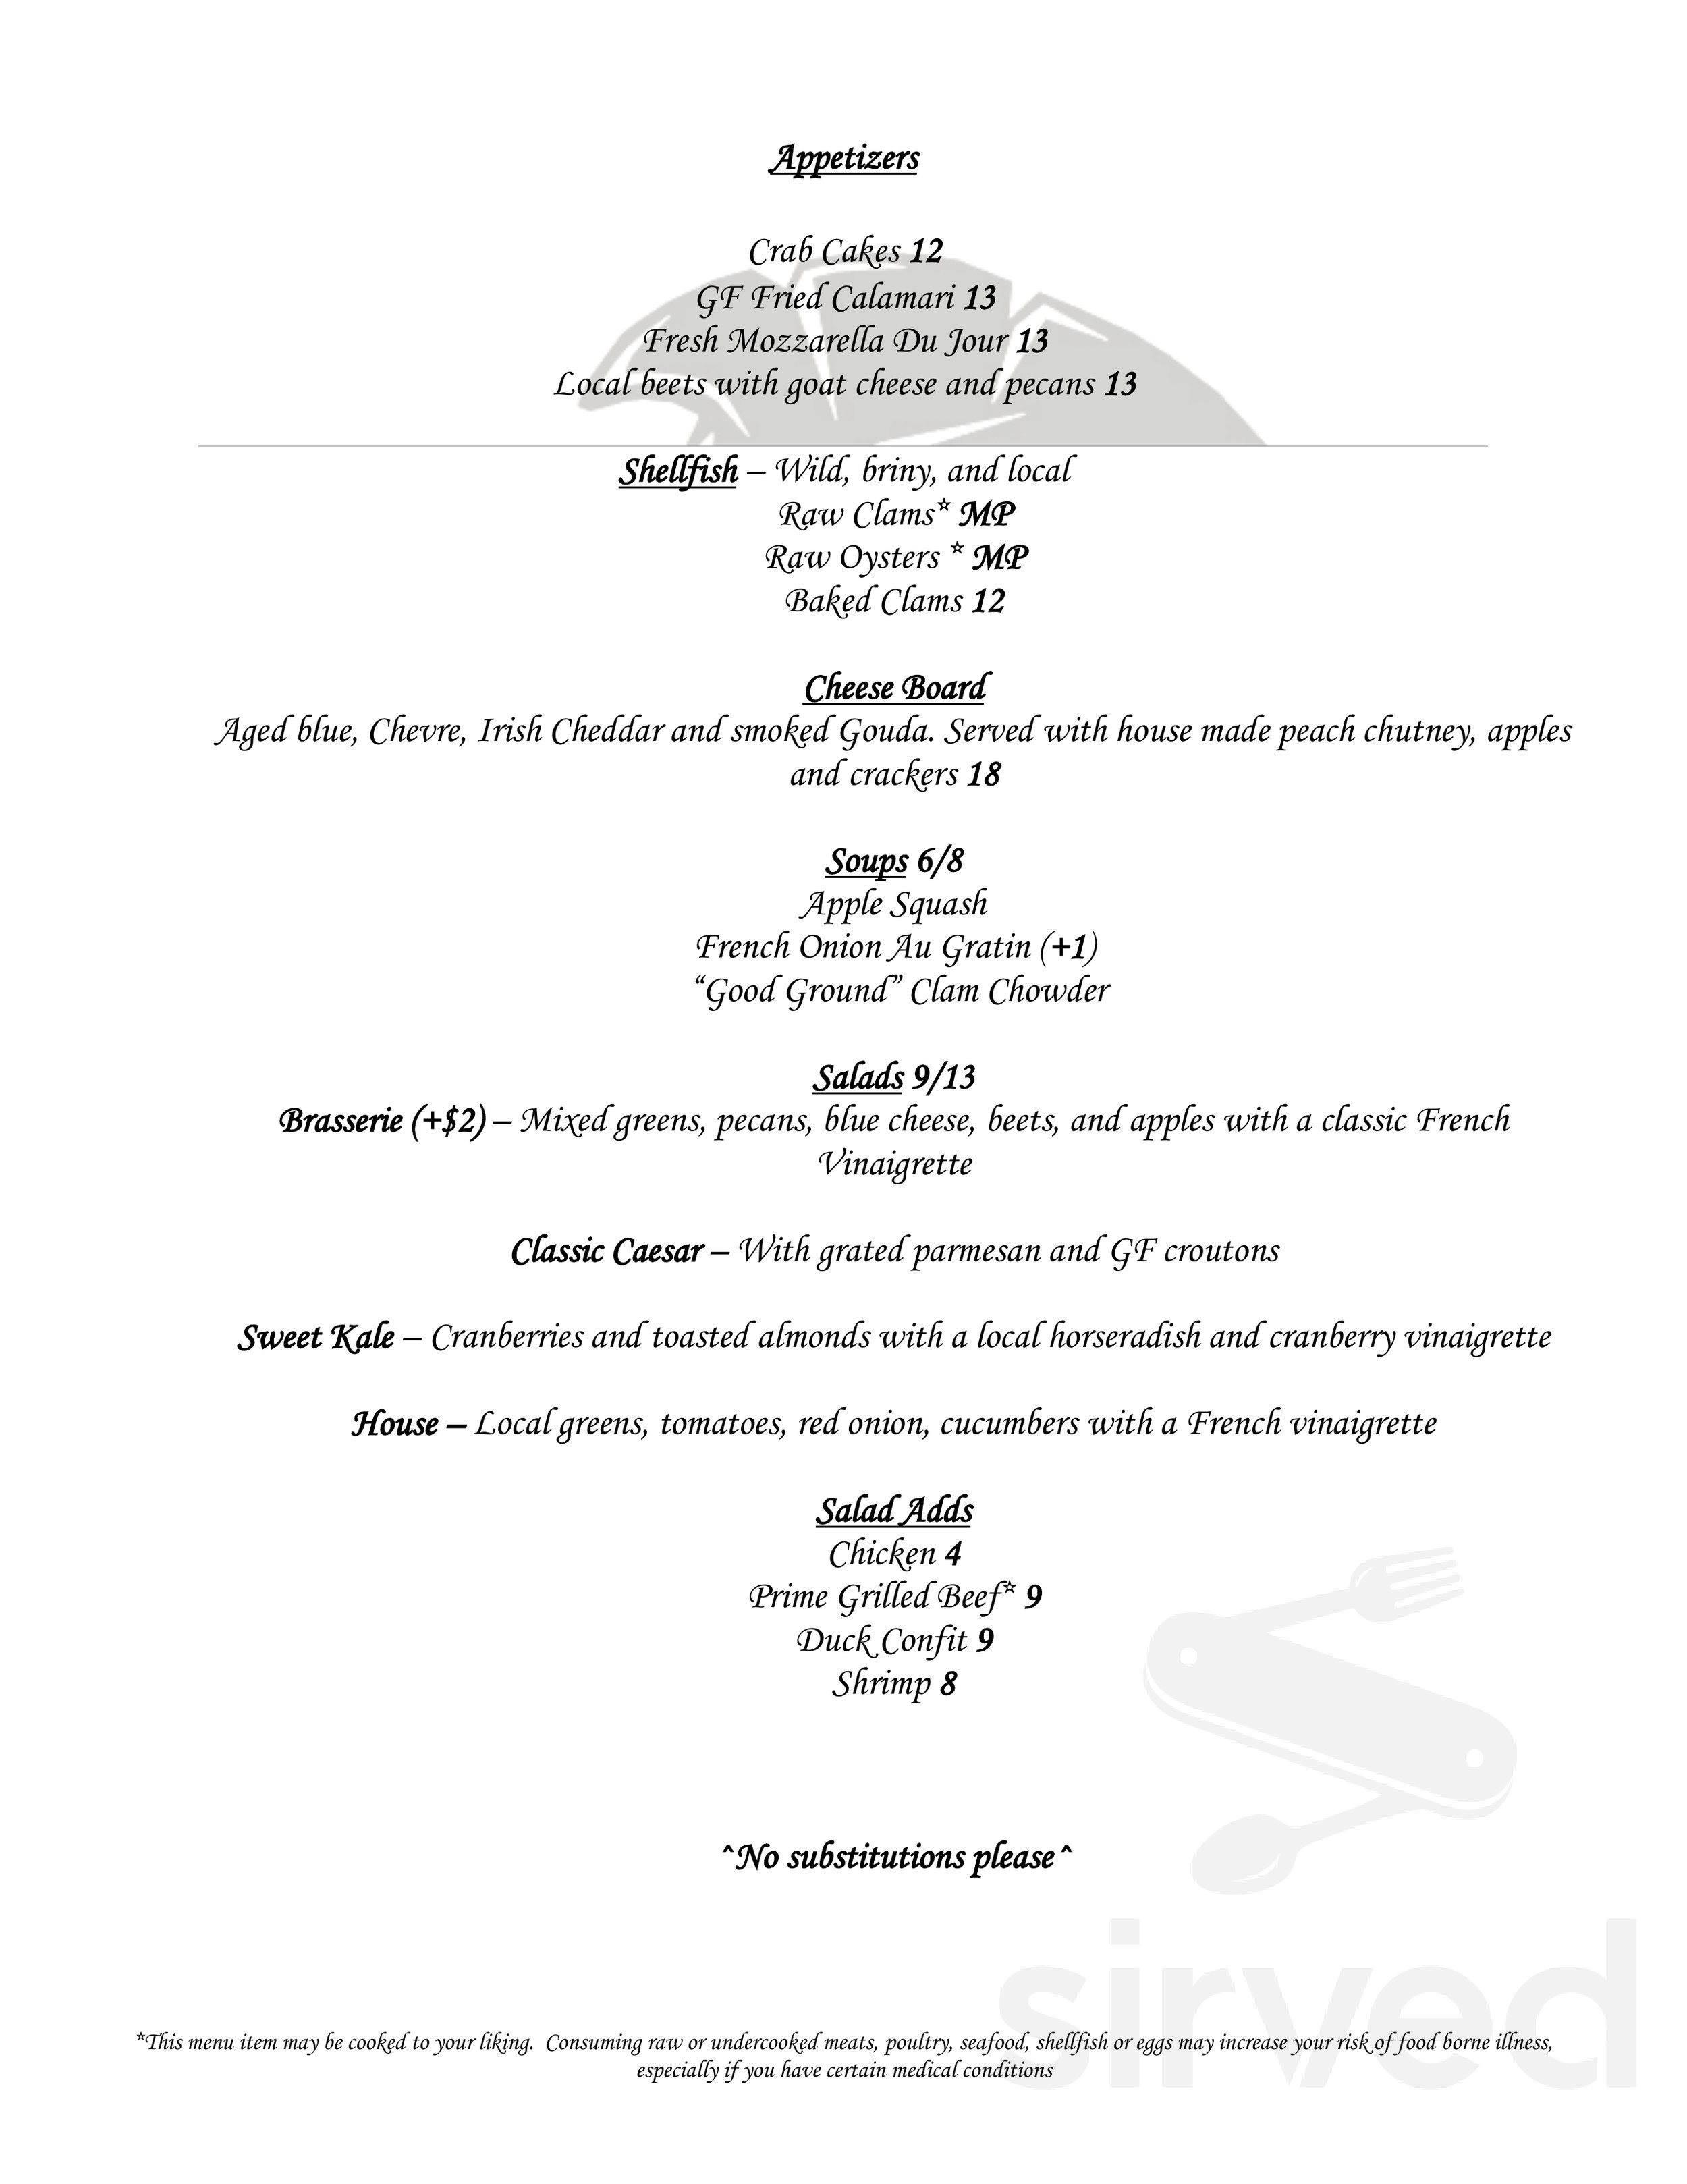 Appetizers
Crab Cakes 12
GF Fried Calamari 13
Fresh Mozzarella Du Jour 13
Local beets with goat cheese and pecans 13
Shellfish – Wild, briny, and local
Raw Clams* MP
Raw Oysters * MP
Baked Clams 12
Cheese Board
Aged blue, Chevre, Irish Cheddar and smoked Gouda. Served with house made peach chutney, apples
and crackers 18
Soups 6/8
Apple Squash
French Onion Au Gratin (+1)
“Good Ground” Clam Chowder
Salads 9/13
Brasserie (+$2) – Mixed greens, pecans, blue cheese, beets, and apples with a classic French
Vinaigrette
Classic Caesar – With grated parmesan and GF croutons
Sweet Kale – Cranberries and toasted almonds with a local horseradish and cranberry vinaigrette
House – Local greens, tomatoes, red onion, cucumbers with a French vinaigrette
Salad Adds
Chicken 4
Prime Grilled Beef* 9
Duck Confit 9
Shrimp 8
^No substitutions please^
sirved
*This menu item may be cooked to your liking.  Consuming raw or undercooked meats, poultry, seafood, shellfish or eggs may increase your risk of food borne illness,
especially if you have certain medical conditions